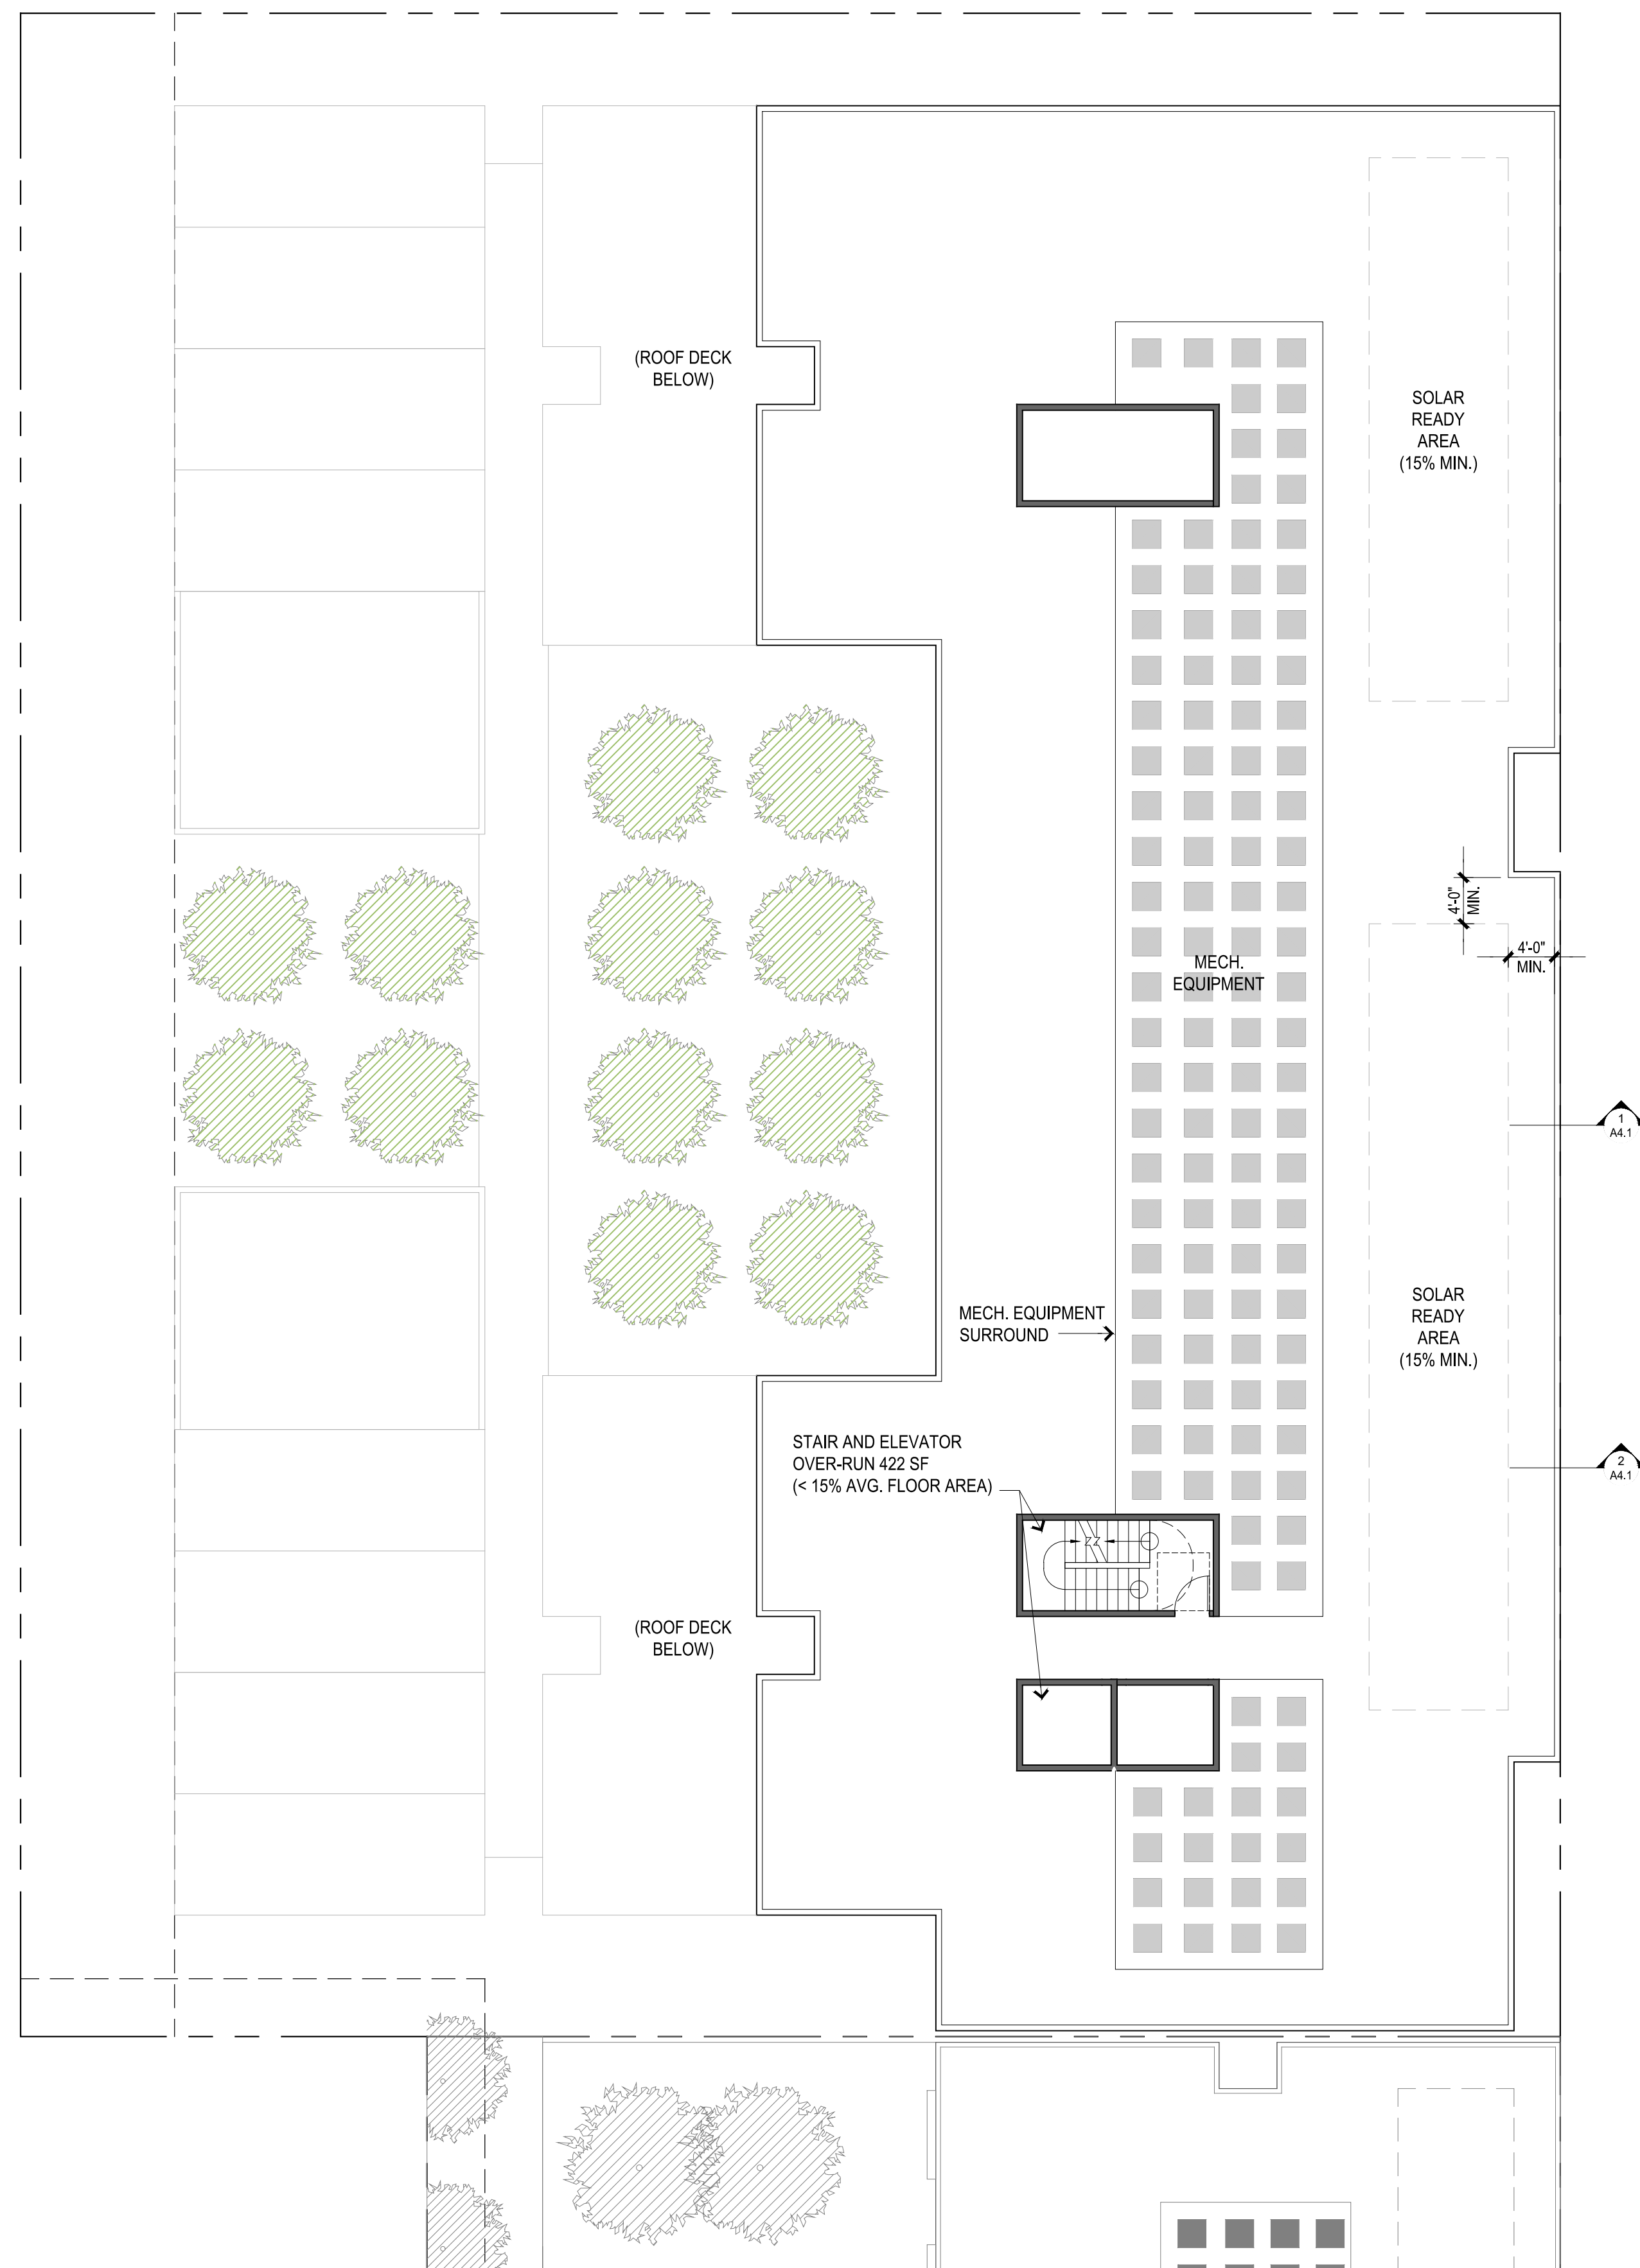 (ROOF DECK
BELOW)
SOLAR
READY
AREA
(15% MIN.)
4'-0"
MIN.
4'-0"
MIN.
MECH.
EQUIPMENT
1
A4.1
MECH. EQUIPMENT
SURROUND
SOLAR
READY
AREA
(15% MIN.)
STAIR AND ELEVATOR
OVER-RUN 422 SF
(< 15% AVG. FLOOR AREA)
2
A4.1
(ROOF DECK
BELOW)